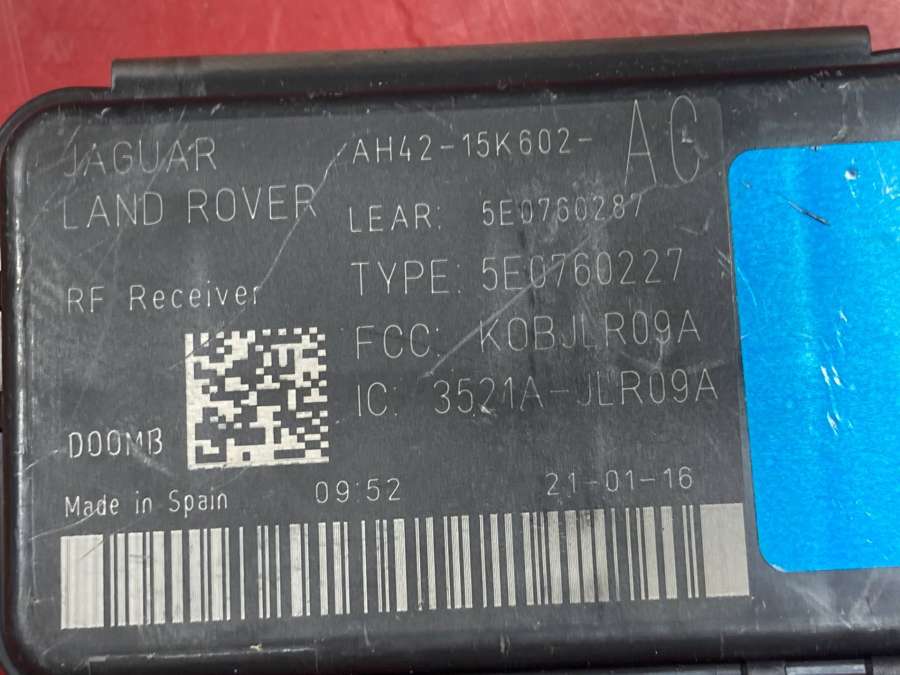 JAGUAR
LAND ROVER
AH42-15K602- AC
LEAR: 5E0760287
TYPE: 5E0760227
RF Receiver
FCC: KOBJLR09A
IC: 3521A-JLR09A
D00MB
Made in Spain 09:52 21-01-16